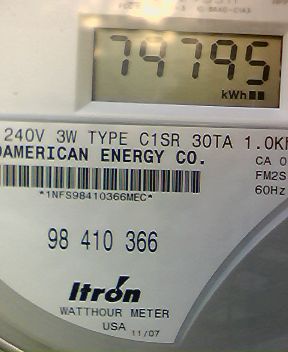 79795
kWh
240V 3W TYPE C1SR 30TA 1.0K
AMERICAN ENERGY CO.
CA 0
FM2S
60Hz
*1NFS98410366MEC*
98 410 366
Itrón
WATTHOUR METER
USA 11/07